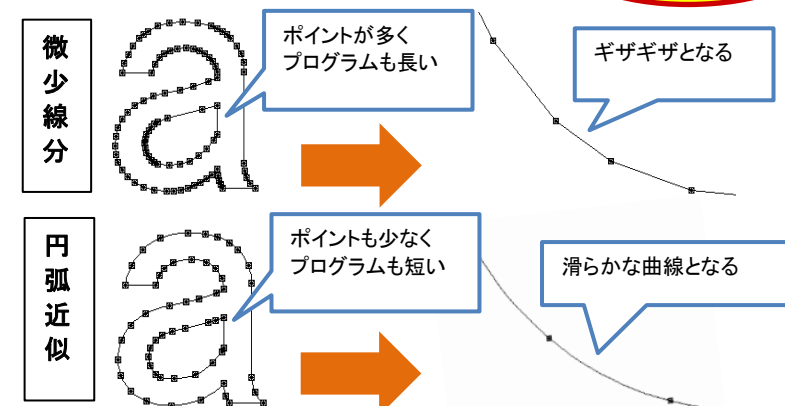 微少線分
ポイントが多く
プログラムも長い
ギザギザとなる
円弧近似
ポイントも少なく
プログラムも短い
滑らかな曲線となる